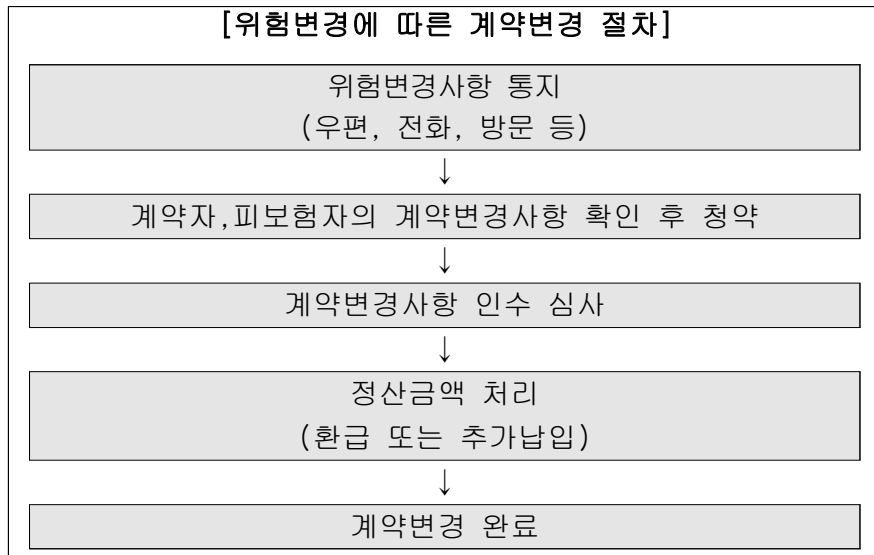 [위험변경에 따른 계약변경 절차]
위험변경사항 통지
(우편, 전화, 방문 등)
↓
계약자,피보험자의 계약변경사항 확인 후 청약
↓
계약변경사항 인수 심사
↓
정산금액 처리
(환급 또는 추가납입)
↓
계약변경 완료